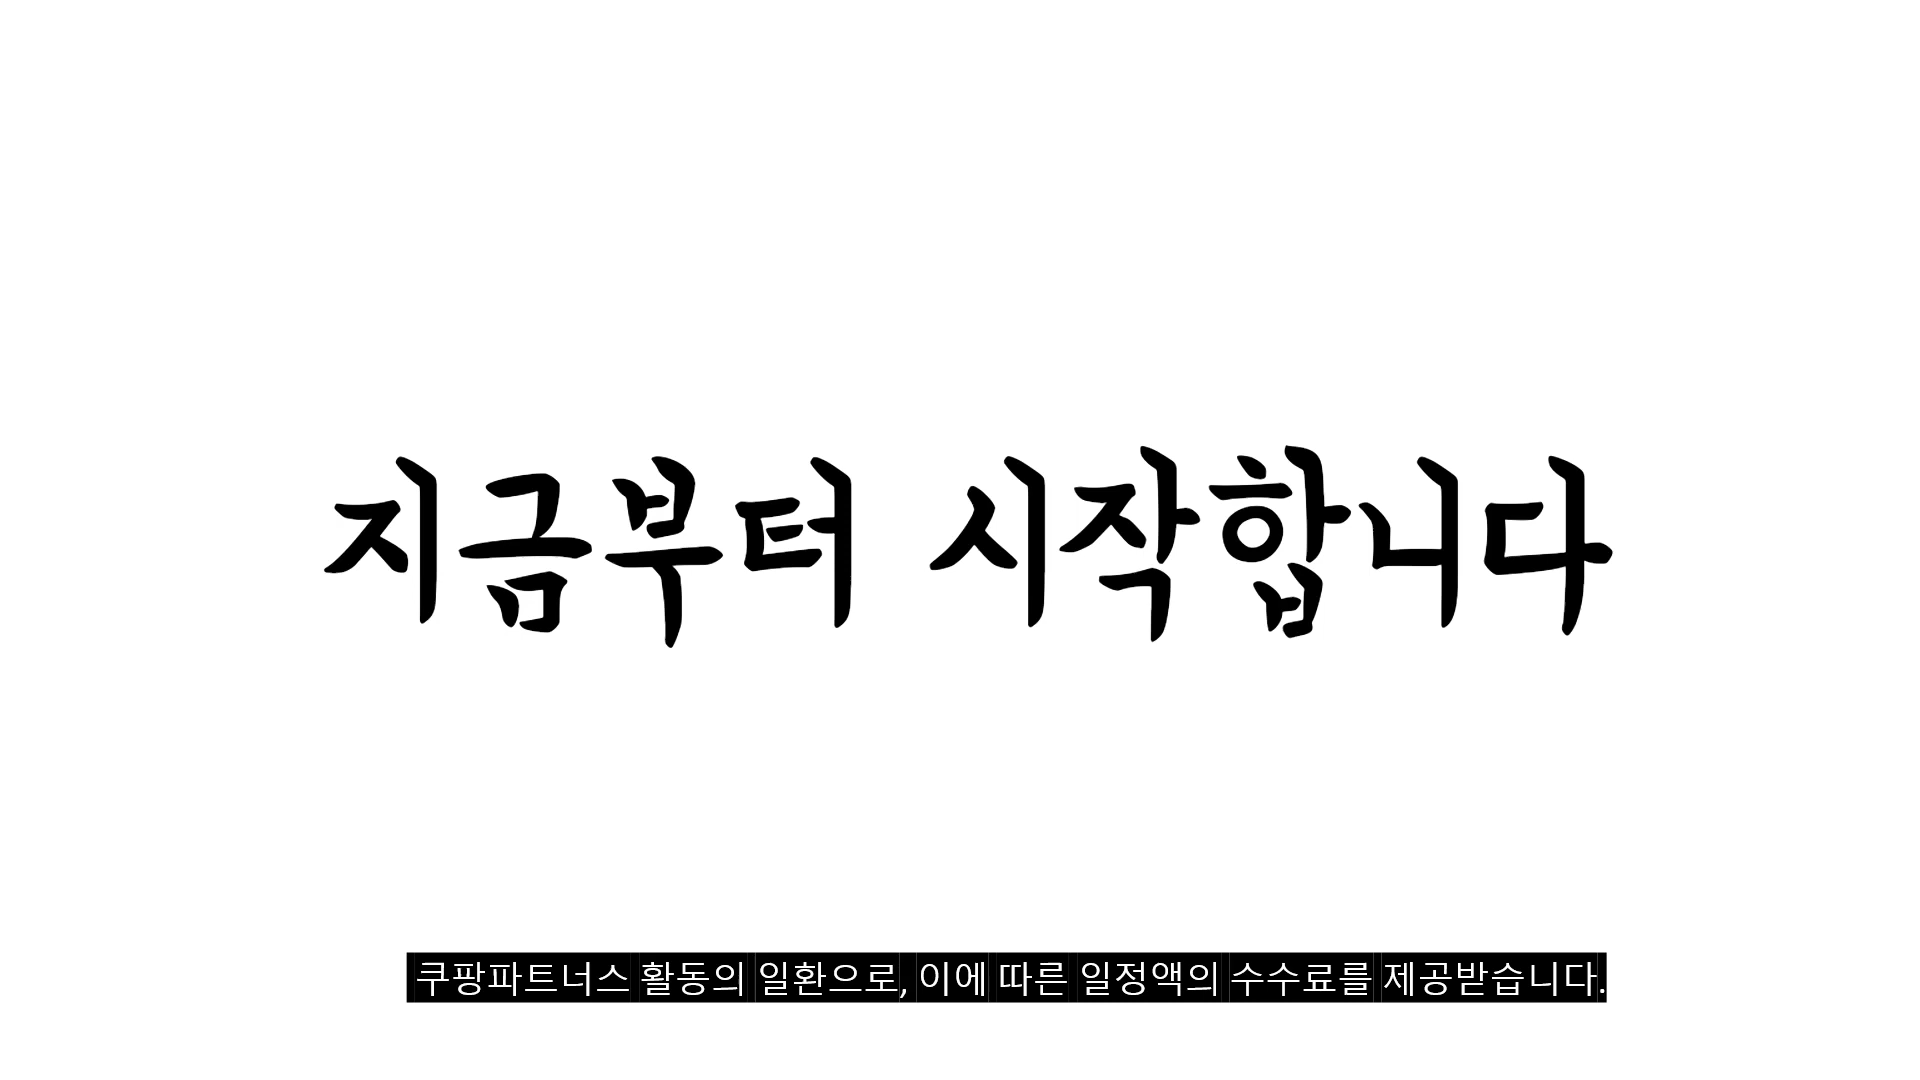 지금부터 시작합니다
쿠팡파트너스 활동의 일환으로, 이에 따른 일정액의 수수료를 제공받습니다.